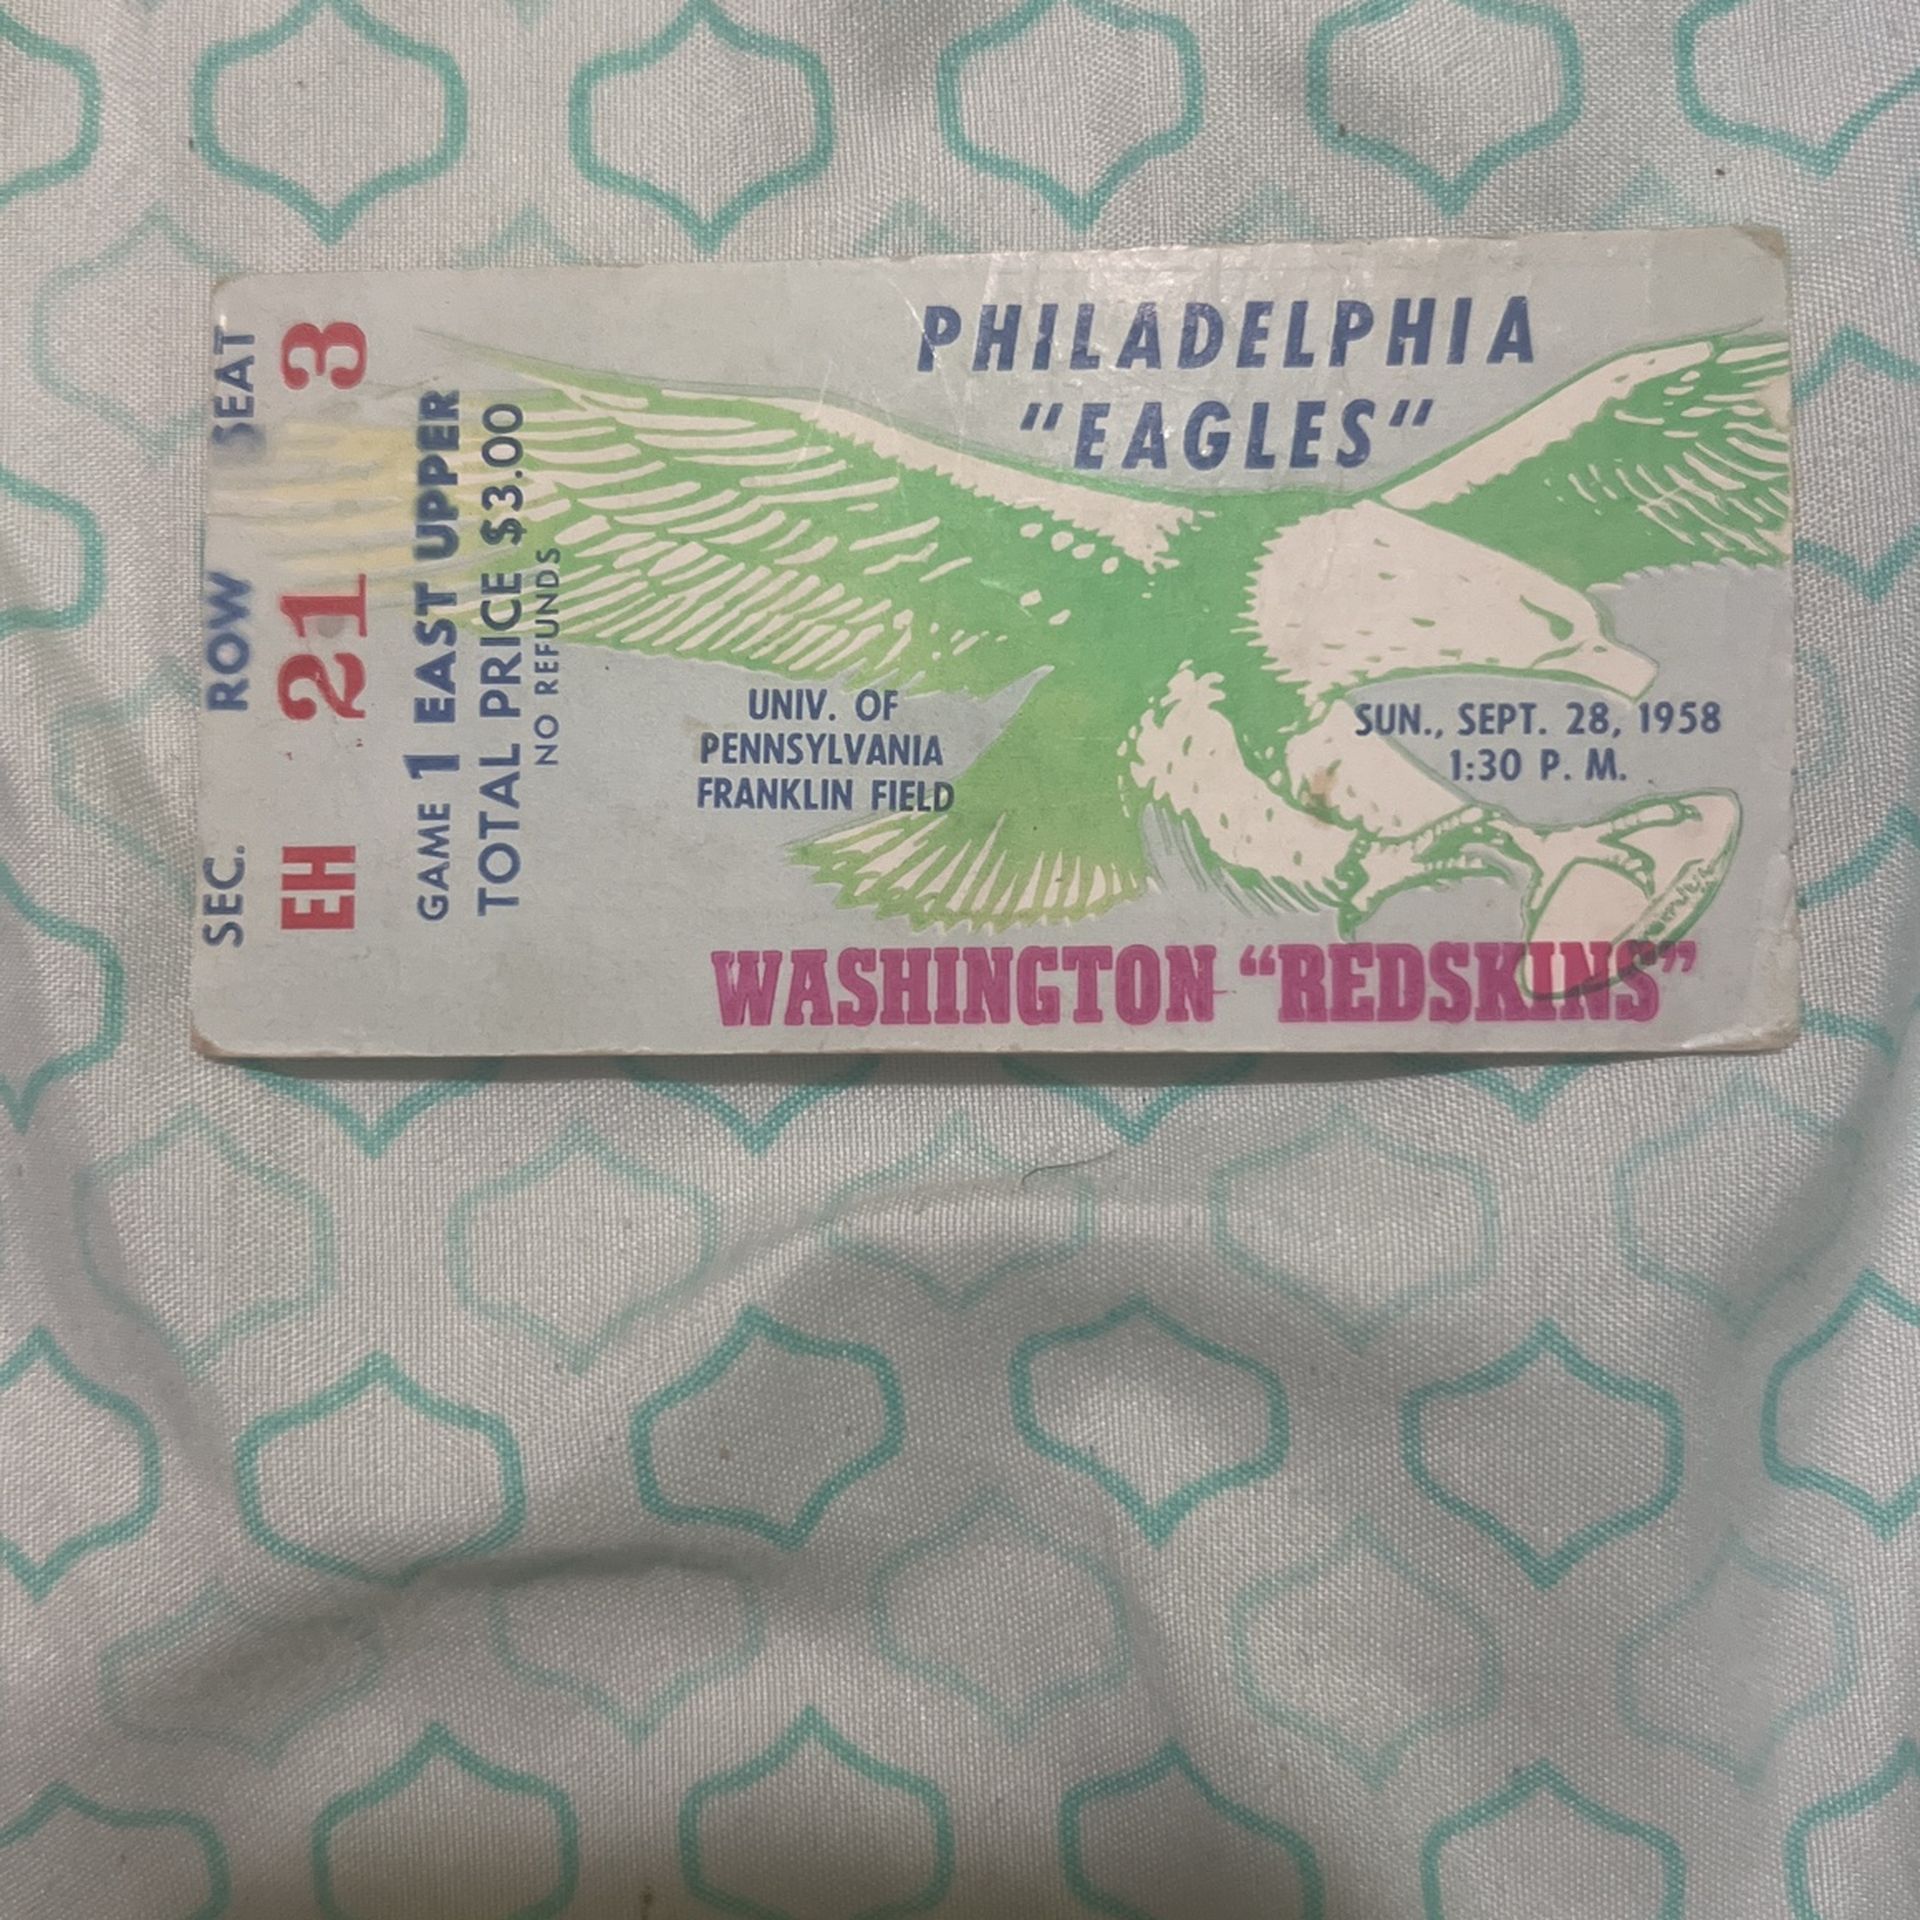 SEC. ROW SEAT
EH 21 3
GAME 1 EAST UPPER
TOTAL PRICE $3.00
NO REFUNDS
PHILADELPHIA
"EAGLES"
UNIV. OF
PENNSYLVANIA
FRANKLIN FIELD
SUN., SEPT. 28, 1958
1:30 P. M.
WASHINGTON “REDSKINS”